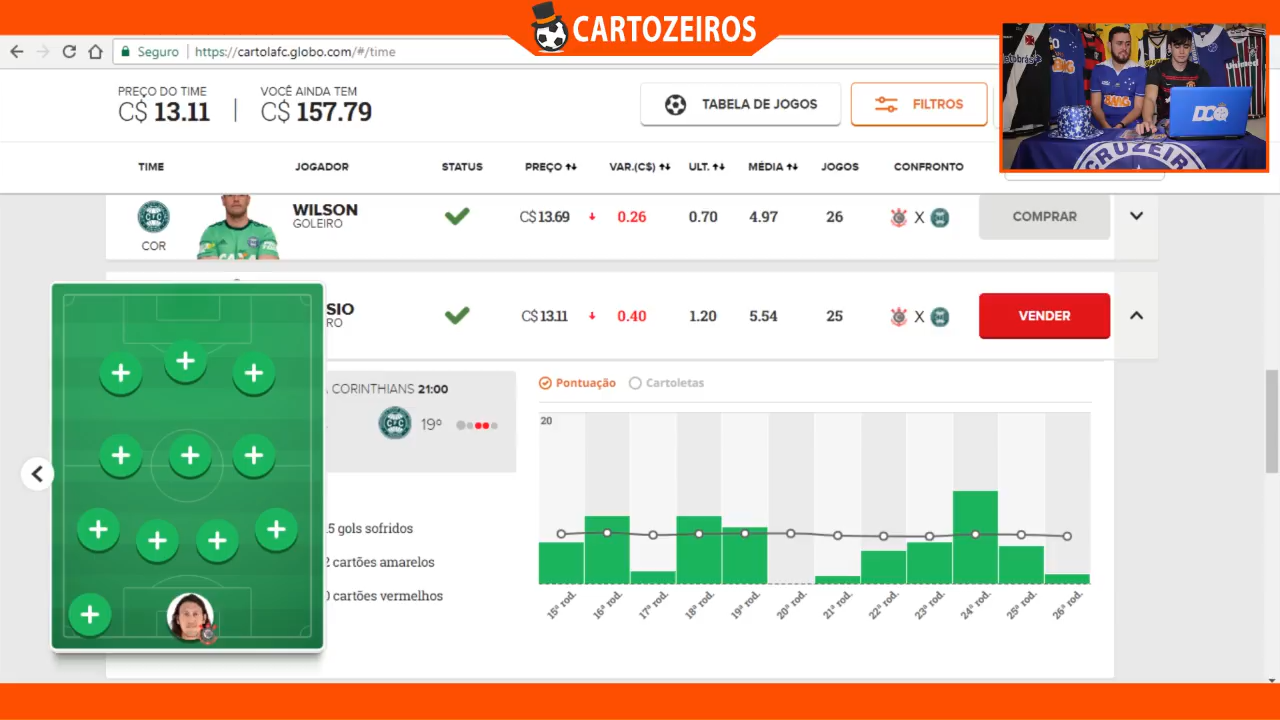 CARTOZEIROS
Seguro https://cartolafc.globo.com/#/time
PREÇO DO TIME
C$ 13.11
VOCÊ AINDA TEM
C$ 157.79
TABELA DE JOGOS
FILTROS
TIME JOGADOR STATUS PREÇO VAR.(C$) ULT. MÉDIA JOGOS CONFRONTO
COR
WILSON
GOLEIRO
C$ 13.69 0.26 0.70 4.97 26 X COMPRAR
SIO
RO
C$ 13.11 0.40 1.20 5.54 25 X VENDER
CORINTHIANS 21:00
19º
5 gols sofridos
2 cartões amarelos
0 cartões vermelhos
Pontuação Cartoletas
20
15ª rod. 16ª rod. 17ª rod. 18ª rod. 19ª rod. 20ª rod. 21ª rod. 22ª rod. 23ª rod. 24ª rod. 25ª rod. 26ª rod.
CRUZEIR
Unimed